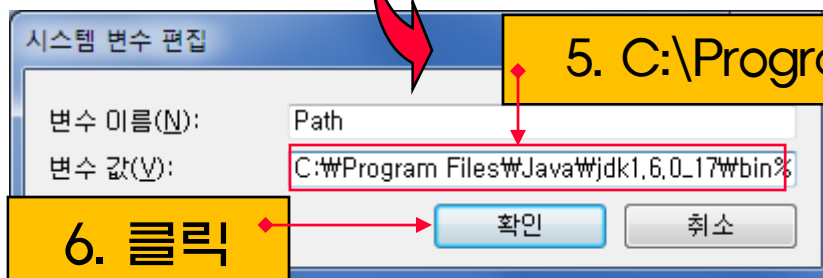 시스템 변수 편집
5. C:\Progra
변수 이름(N): Path
변수 값(V): C:₩Program Files₩Java₩jdk1,6,0_17₩bin%
6. 클릭
확인 취소